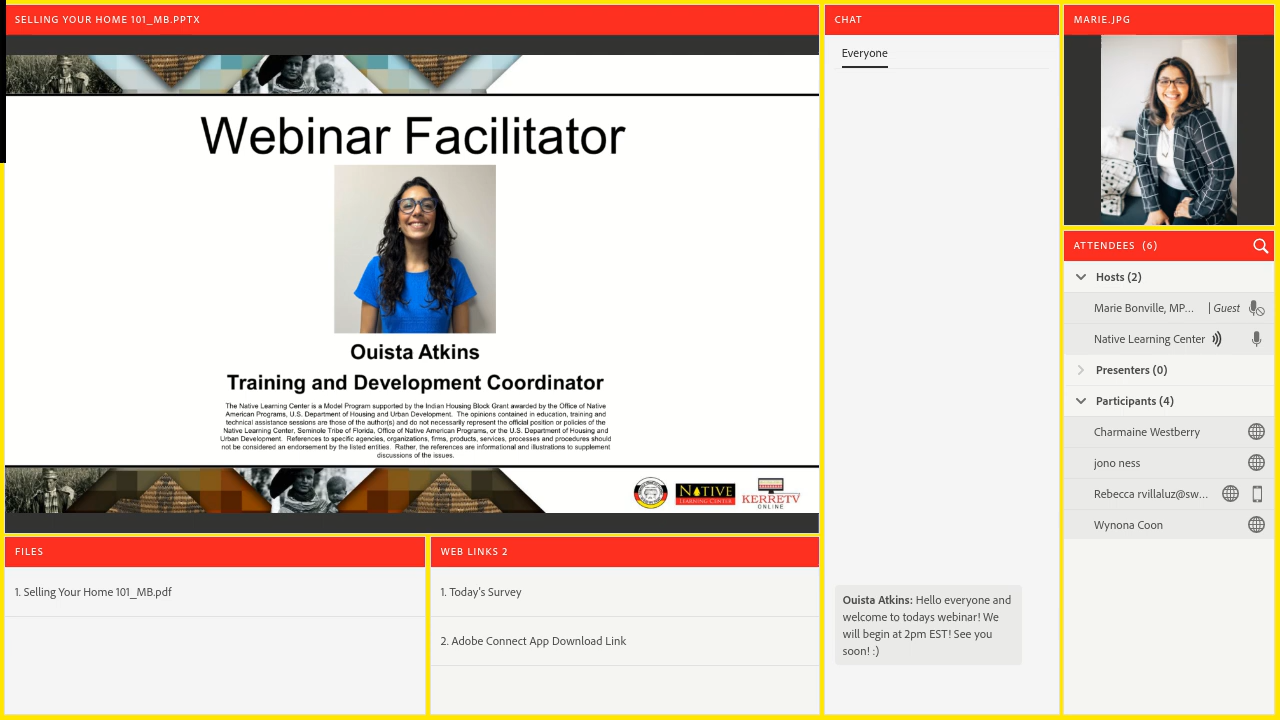 SELLING YOUR HOME 101_MB.PPTX
Webinar Facilitator
Ouista Atkins
Training and Development Coordinator
The Native Learning Center is a Model Program supported by the Indian Housing Block Grant awarded by the Office of Native
American Programs, U.S. Department of Housing and Urban Development. The opinions contained in education, training and
technical assistance sessions are those of the author(s) and do not necessarily represent the official position or policies of the
Native Learning Center, Seminole Tribe of Florida, Office of Native American Programs, or the U.S. Department of Housing and
Urban Development. References to specific agencies, organizations, firms, products, services, processes and procedures should
not be considered an endorsement by the listed entities. Rather, the references are informational and illustrations to supplement
discussions of the issues.
NATIVE
LEARNING CENTER
KERRETV
ONLINE
FILES
1. Selling Your Home 101_MB.pdf
WEB LINKS 2
1. Today's Survey
2. Adobe Connect App Download Link
CHAT
Everyone
Ouista Atkins: Hello everyone and
welcome to todays webinar! We
will begin at 2pm EST! See you
soon! :)
MARIE.JPG
ATTENDEES (6)
Hosts (2)
Marie Bonville, MP... | Guest
Native Learning Center
Presenters (0)
Participants (4)
Charmaine Westberry
jono ness
Rebecca rvillaluz@sw...
Wynona Coon